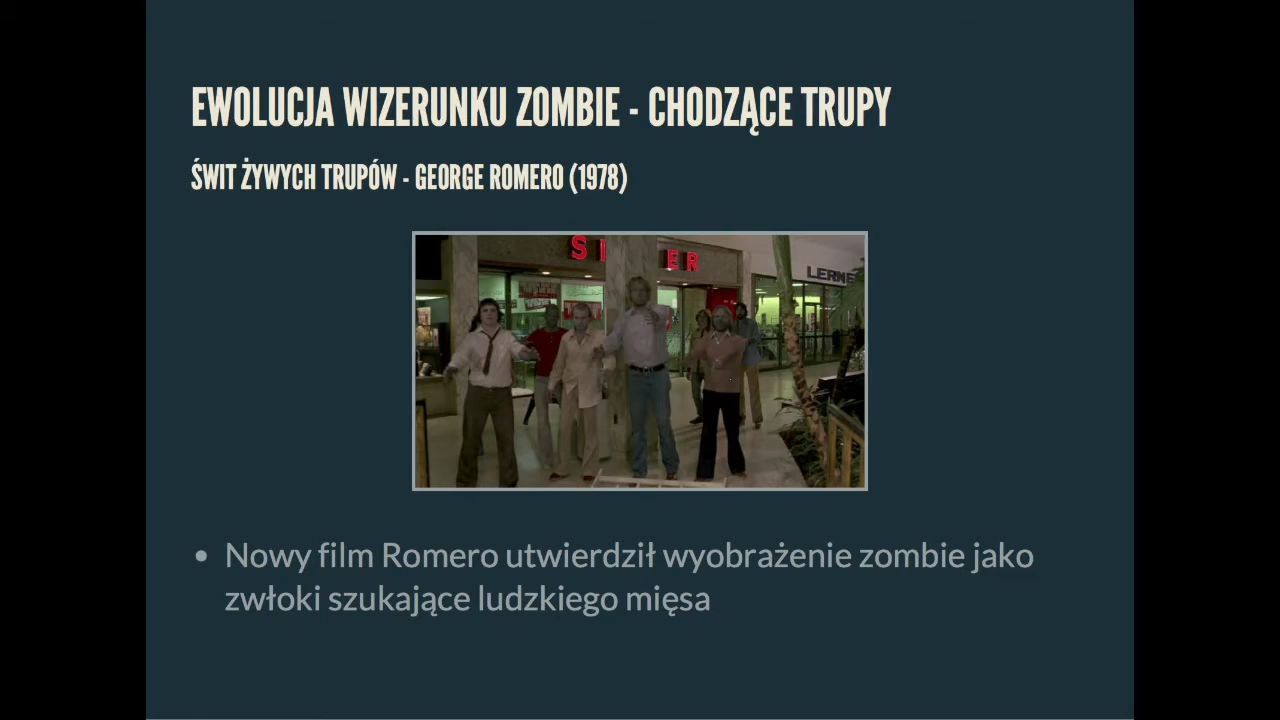 EWOLUCJA WIZERUNKU ZOMBIE - CHODZĄCE TRUPY
ŚWIT ŻYWYCH TRUPÓW - GEORGE ROMERO (1978)
LERNE
• Nowy film Romero utwierdził wyobrażenie zombie jako
zwłoki szukające ludzkiego mięsa